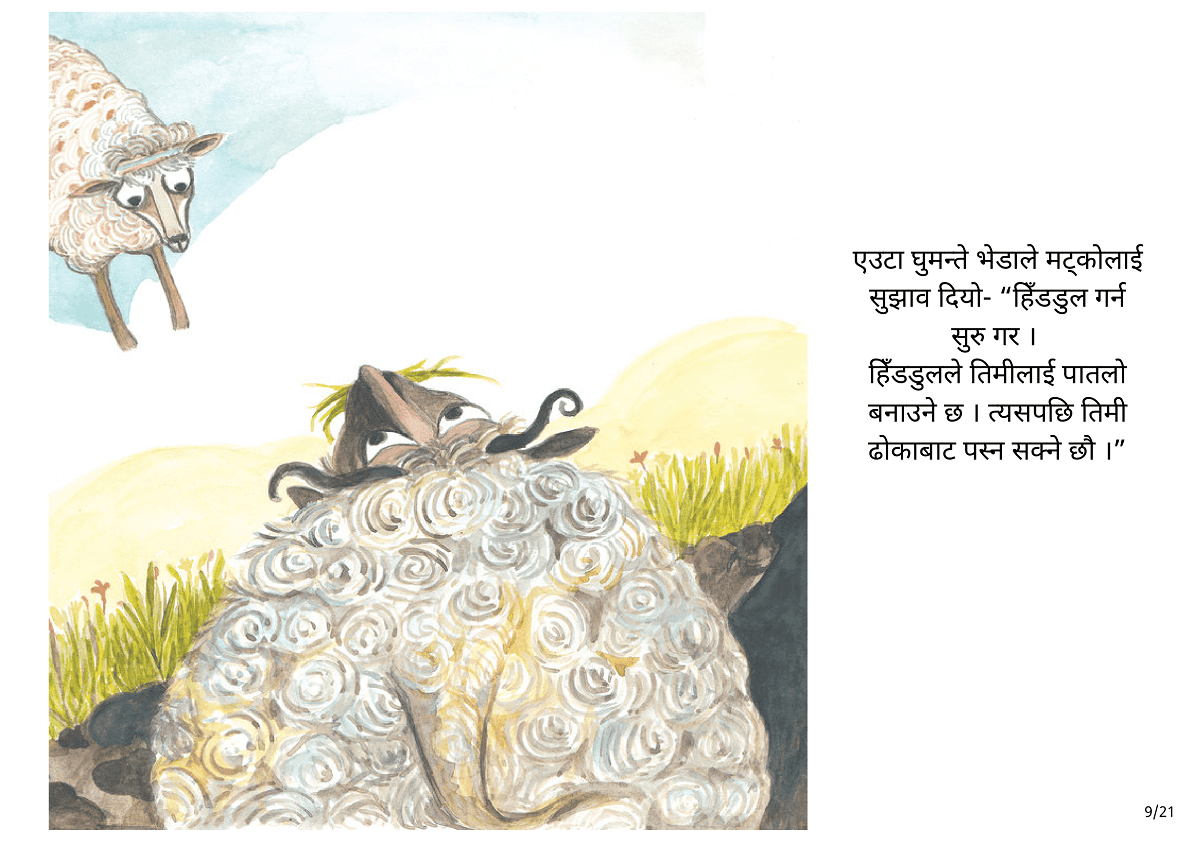 एउटा घुमन्ते भेडाले मट्कोलाई
सुझाव दियो- “हिँडडुल गर्न
सुरु गर ।
हिँडडुलले तिमीलाई पातलो
बनाउने छ । त्यसपछि तिमी
ढोकाबाट पस्न सक्ने छौ ।”
9/21